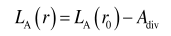 L_A(r) = L_A(r_0) − A_div